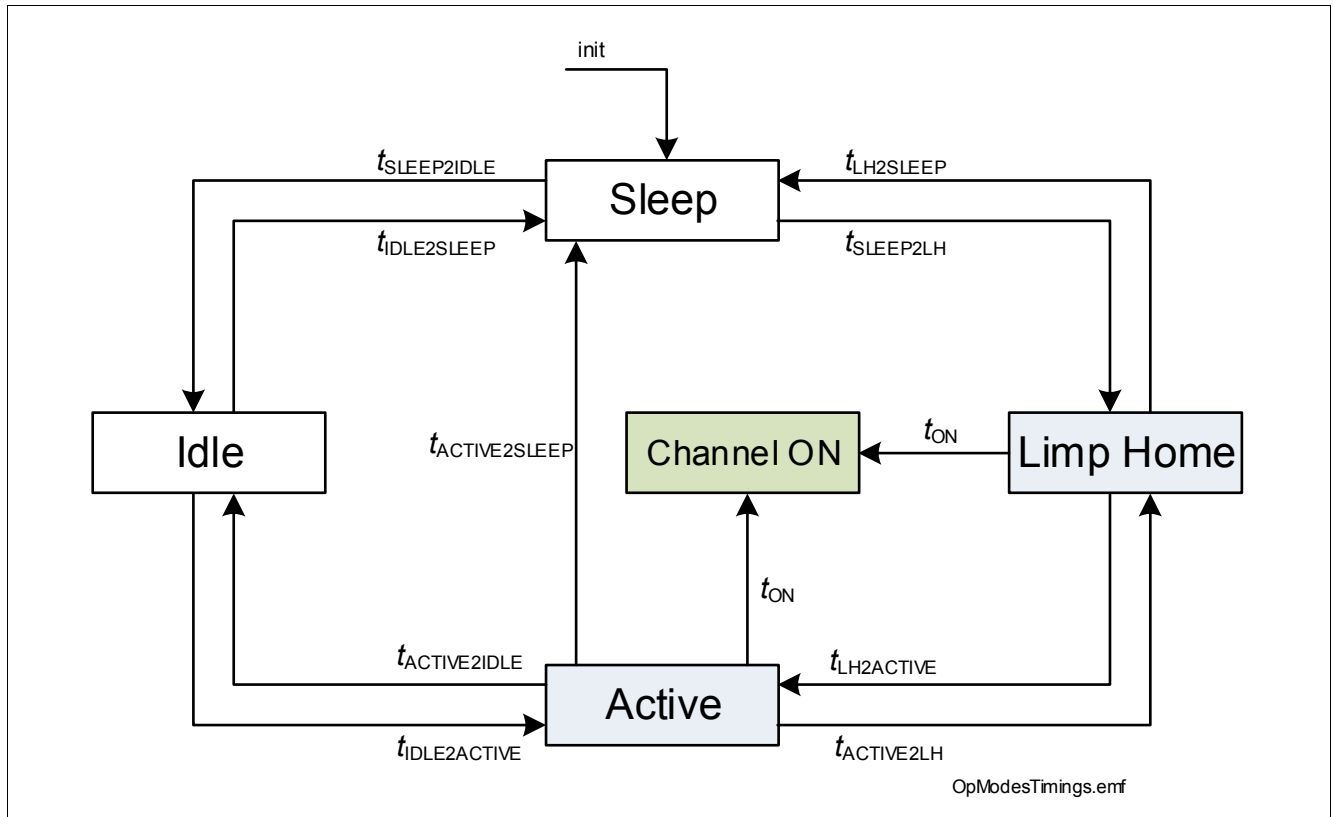 init
tSLEEP2IDLE
tLH2SLEEP
Sleep
tIDLE2SLEEP
tSLEEP2LH
Idle
tACTIVE2SLEEP
Channel ON
tON
Limp Home
tON
tACTIVE2IDLE
tLH2ACTIVE
Active
tIDLE2ACTIVE
tACTIVE2LH
OpModesTimings.emf